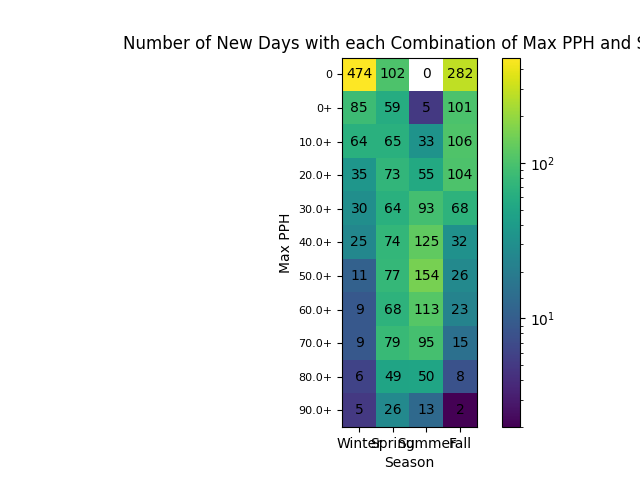 Number of New Days with each Combination of Max PPH and S
0 474 102 0 282
0+ 85 59 5 101
10.0+ 64 65 33 106
20.0+ 35 73 55 104
30.0+ 30 64 93 68
40.0+ 25 74 125 32
50.0+ 11 77 154 26
60.0+ 9 68 113 23
70.0+ 9 79 95 15
80.0+ 6 49 50 8
90.0+ 5 26 13 2
Max PPH
Winter Spring Summer Fall
Season
10²
10¹